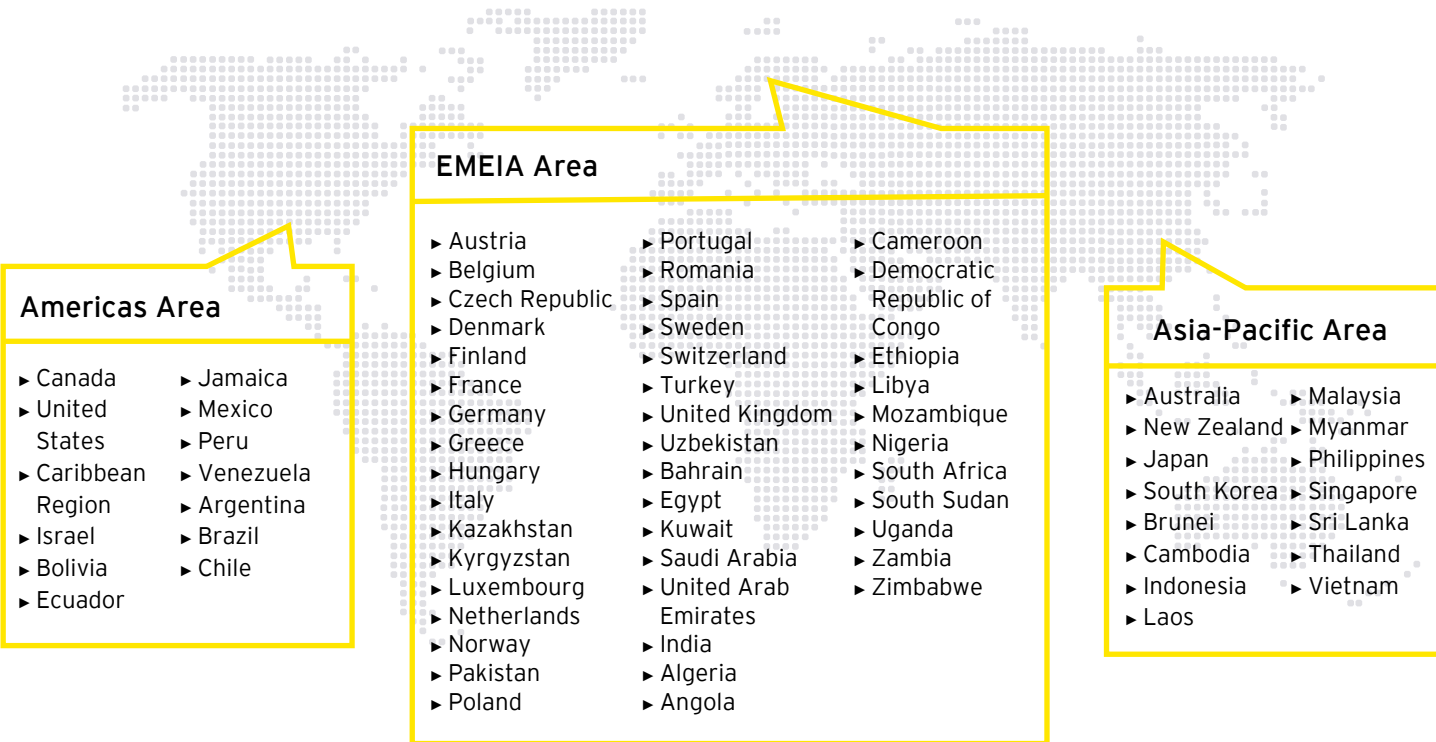 EMEIA Area
► Austria
► Belgium
► Czech Republic
► Denmark
► Finland
► France
► Germany
► Greece
► Hungary
► Italy
► Kazakhstan
► Kyrgyzstan
► Luxembourg
► Netherlands
► Norway
► Pakistan
► Poland
► Portugal
► Romania
► Spain
► Sweden
► Switzerland
► Turkey
► United Kingdom
► Uzbekistan
► Bahrain
► Egypt
► Kuwait
► Saudi Arabia
► United Arab
Emirates
► India
► Algeria
► Angola
► Cameroon
► Democratic
Republic of
Congo
► Ethiopia
► Libya
► Mozambique
► Nigeria
► South Africa
► South Sudan
► Uganda
► Zambia
► Zimbabwe
Americas Area
► Canada
► United
States
► Caribbean
Region
► Israel
► Bolivia
► Ecuador
► Jamaica
► Mexico
► Peru
► Venezuela
► Argentina
► Brazil
► Chile
Asia-Pacific Area
► Australia
► New Zealand
► Japan
► South Korea
► Brunei
► Cambodia
► Indonesia
► Laos
► Malaysia
► Myanmar
► Philippines
► Singapore
► Sri Lanka
► Thailand
► Vietnam